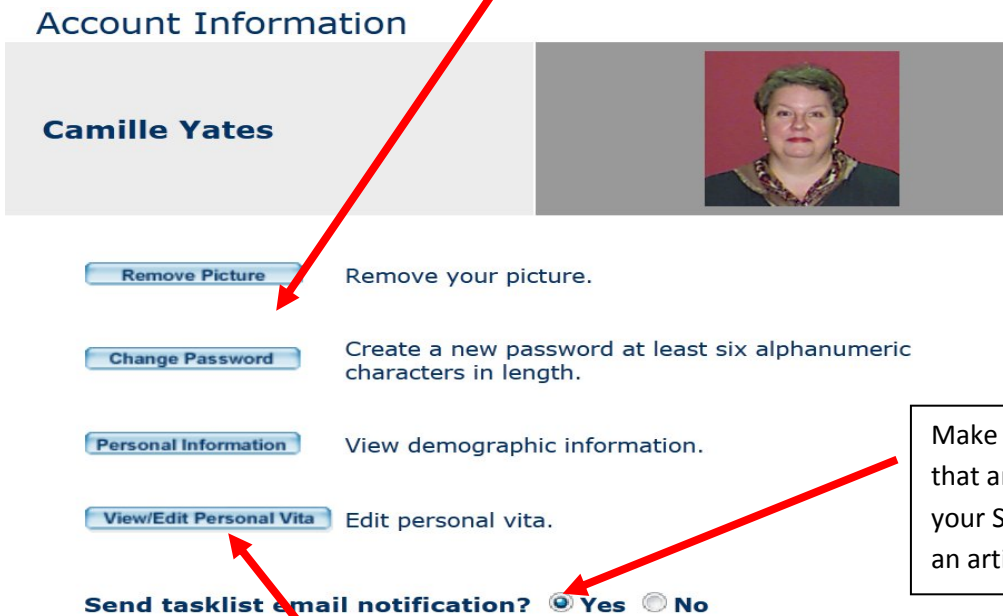 Account Information
Camille Yates
Remove Picture Remove your picture.
Change Password Create a new password at least six alphanumeric
characters in length.
Personal Information View demographic information.
View/Edit Personal Vita Edit personal vita.
Make
that
your
an
Send tasklist email notification? Yes No